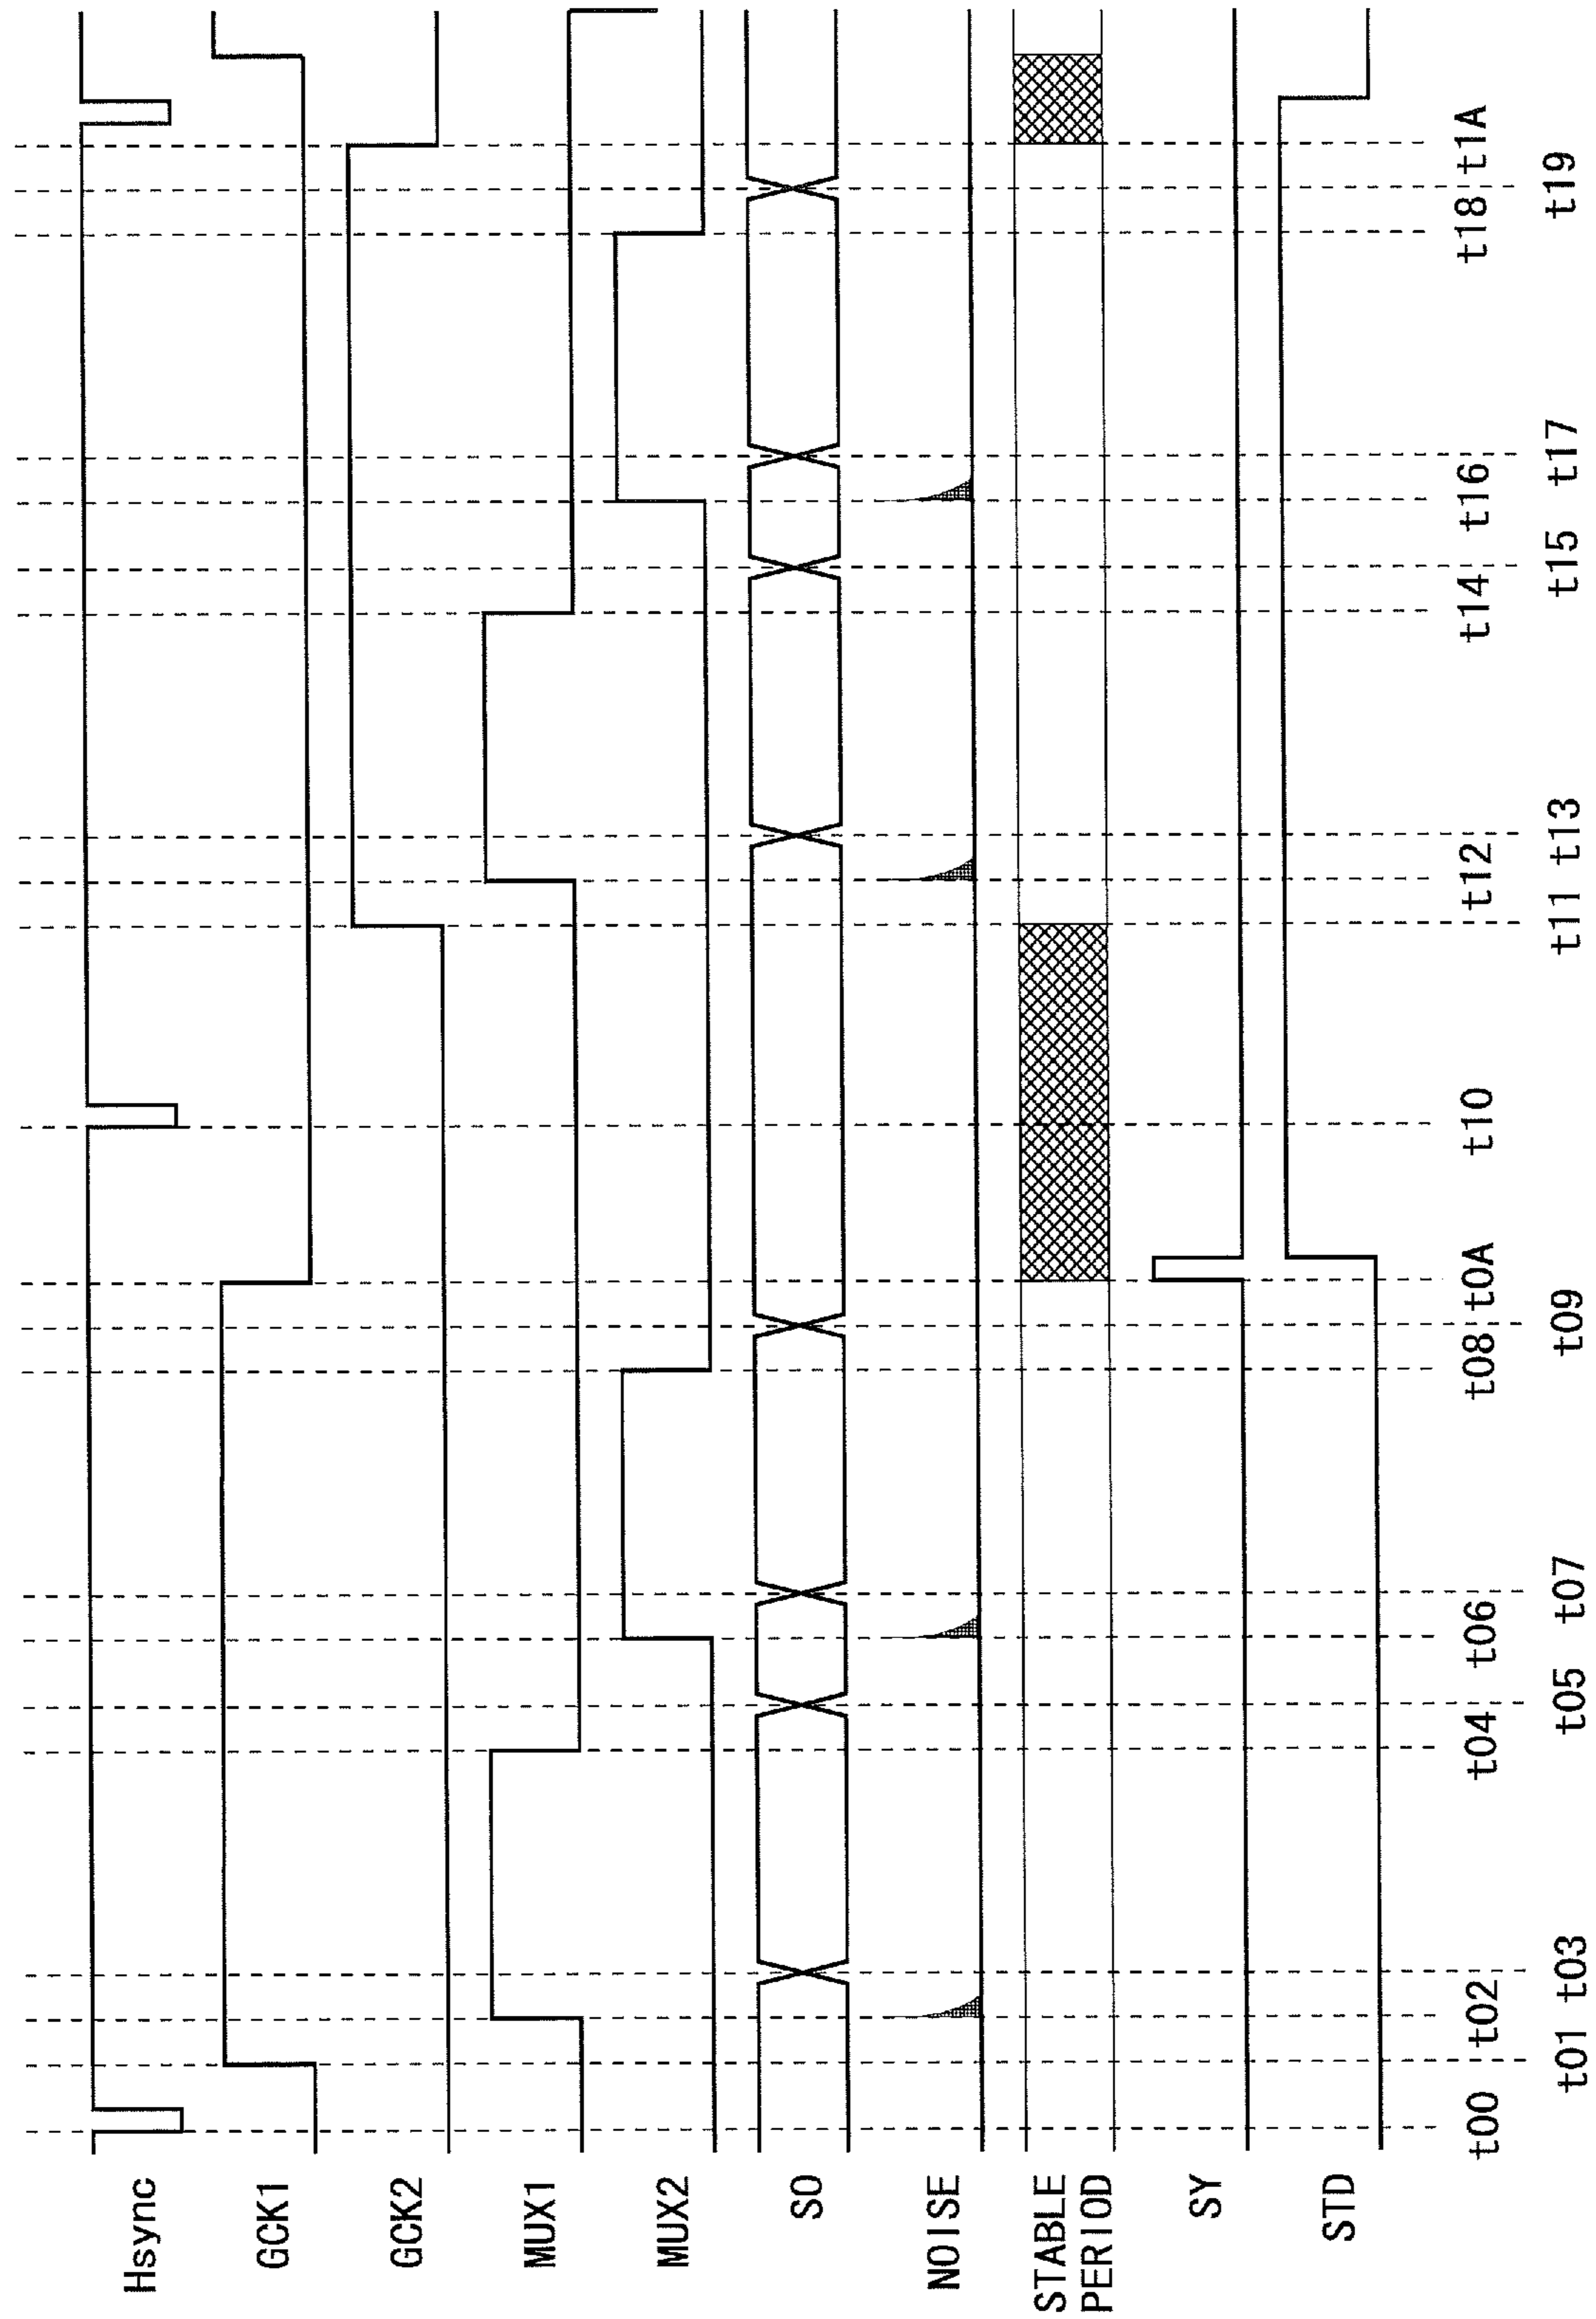 Hsync
GCK1
GCK2
MUX1
MUX2
SO
NOISE
STABLE
PERIOD
SY
STD
t00 t02 t04 t06 t08 t0A t10 t12 t14 t16 t18 t1A
t01 t03 t05 t07 t09 t11 t13 t15 t17 t19